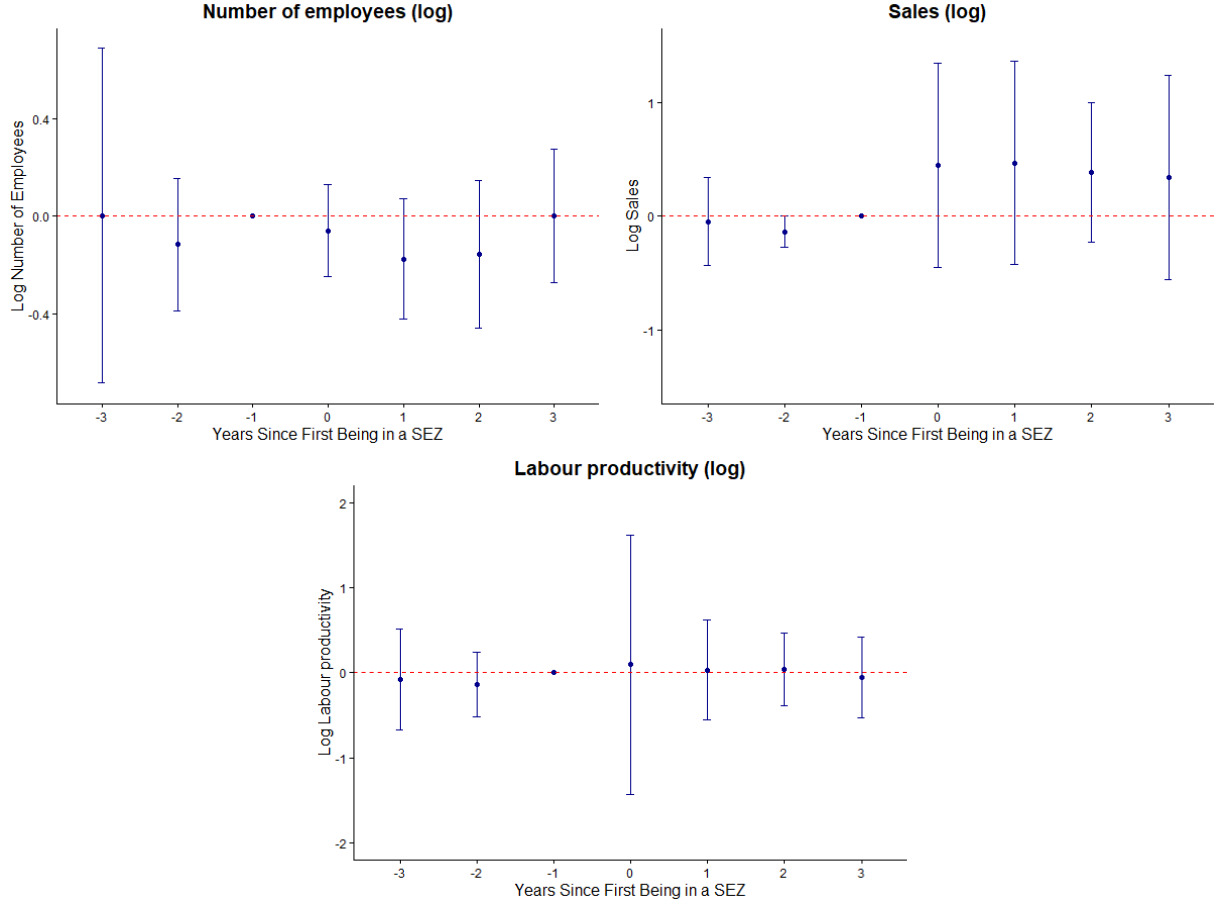 Number of employees (log)
Log Number of Employees
0.4
0.0
-0.4
-3 -2 -1 0 1 2 3
Years Since First Being in a SEZ
Sales (log)
Log Sales
1
0
-1
-3 -2 -1 0 1 2 3
Years Since First Being in a SEZ
Labour productivity (log)
Log Labour productivity
2
1
0
-1
-2
-3 -2 -1 0 1 2 3
Years Since First Being in a SEZ